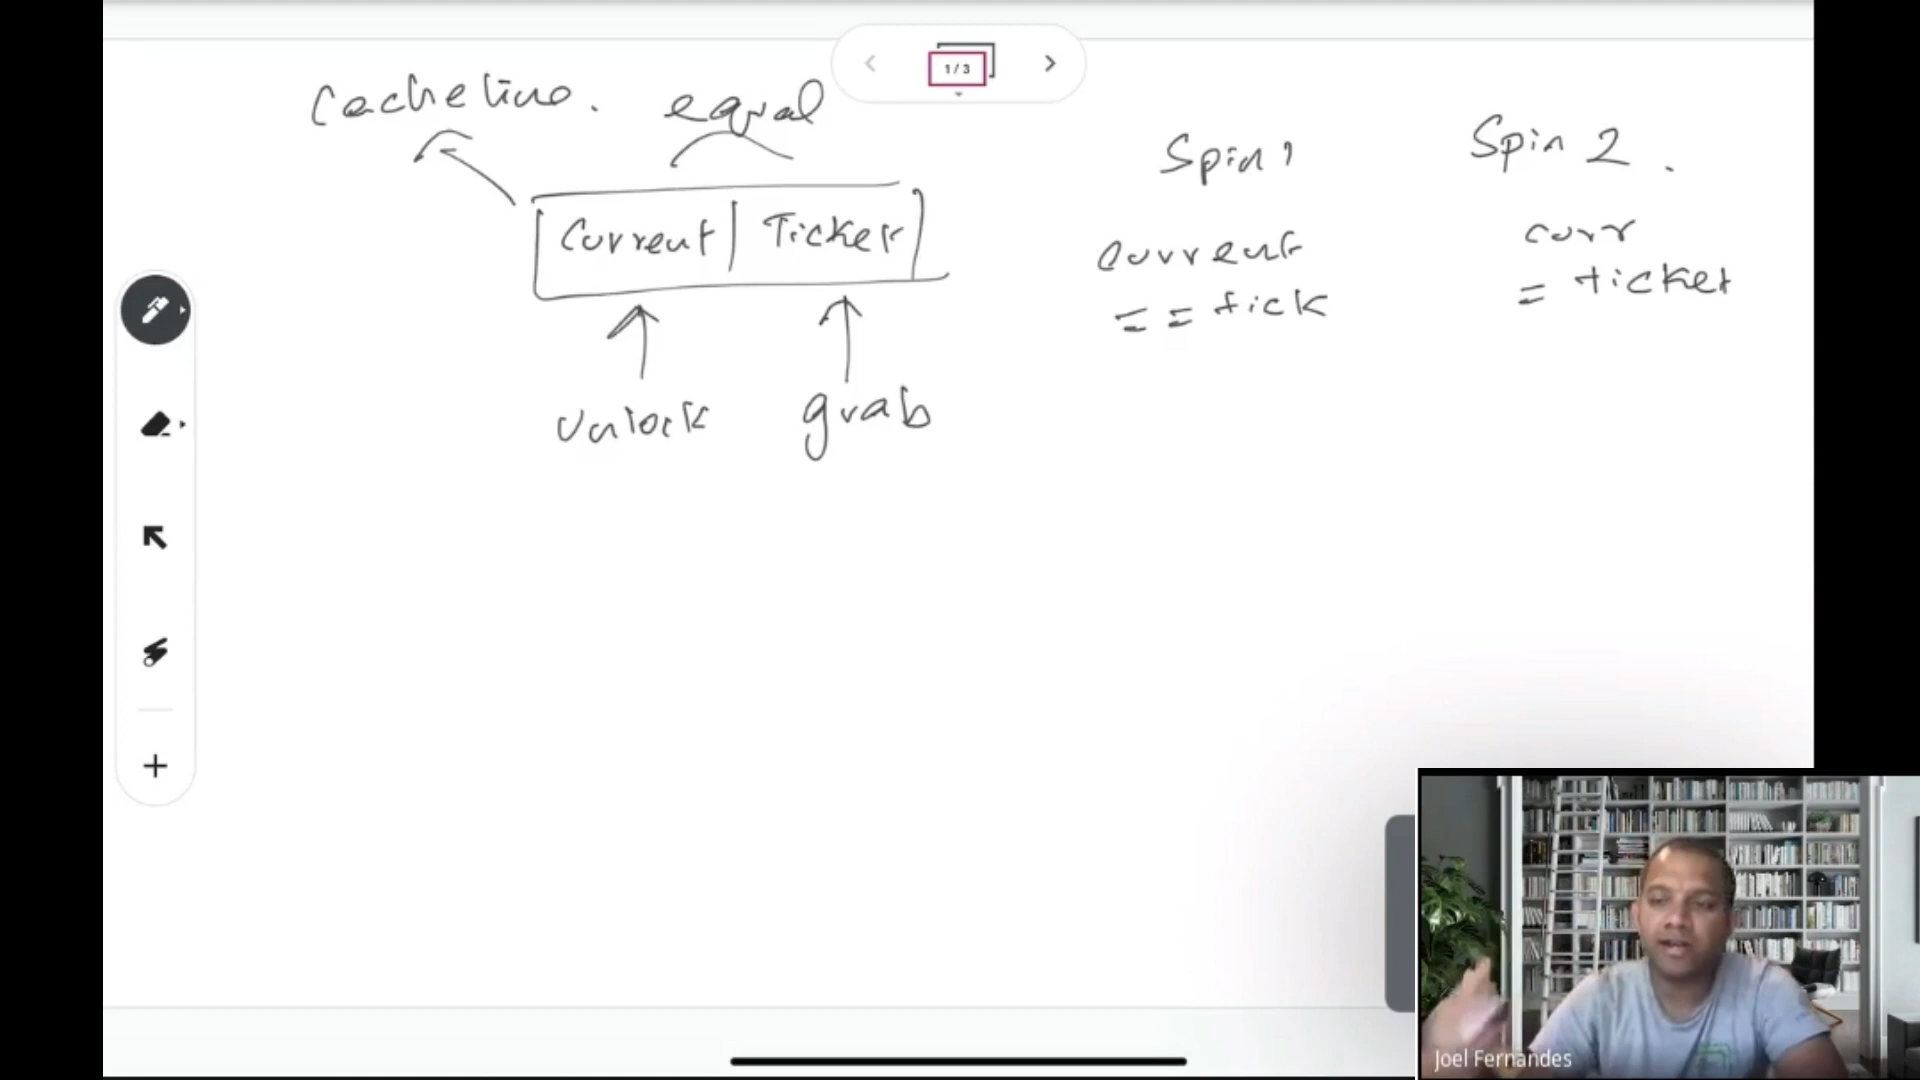 1/3
Cacheline.
equal
Current | Ticket
unlock
grab
Spin 1
current
== tick
Spin 2.
curr
= ticket
Joel Fernandes